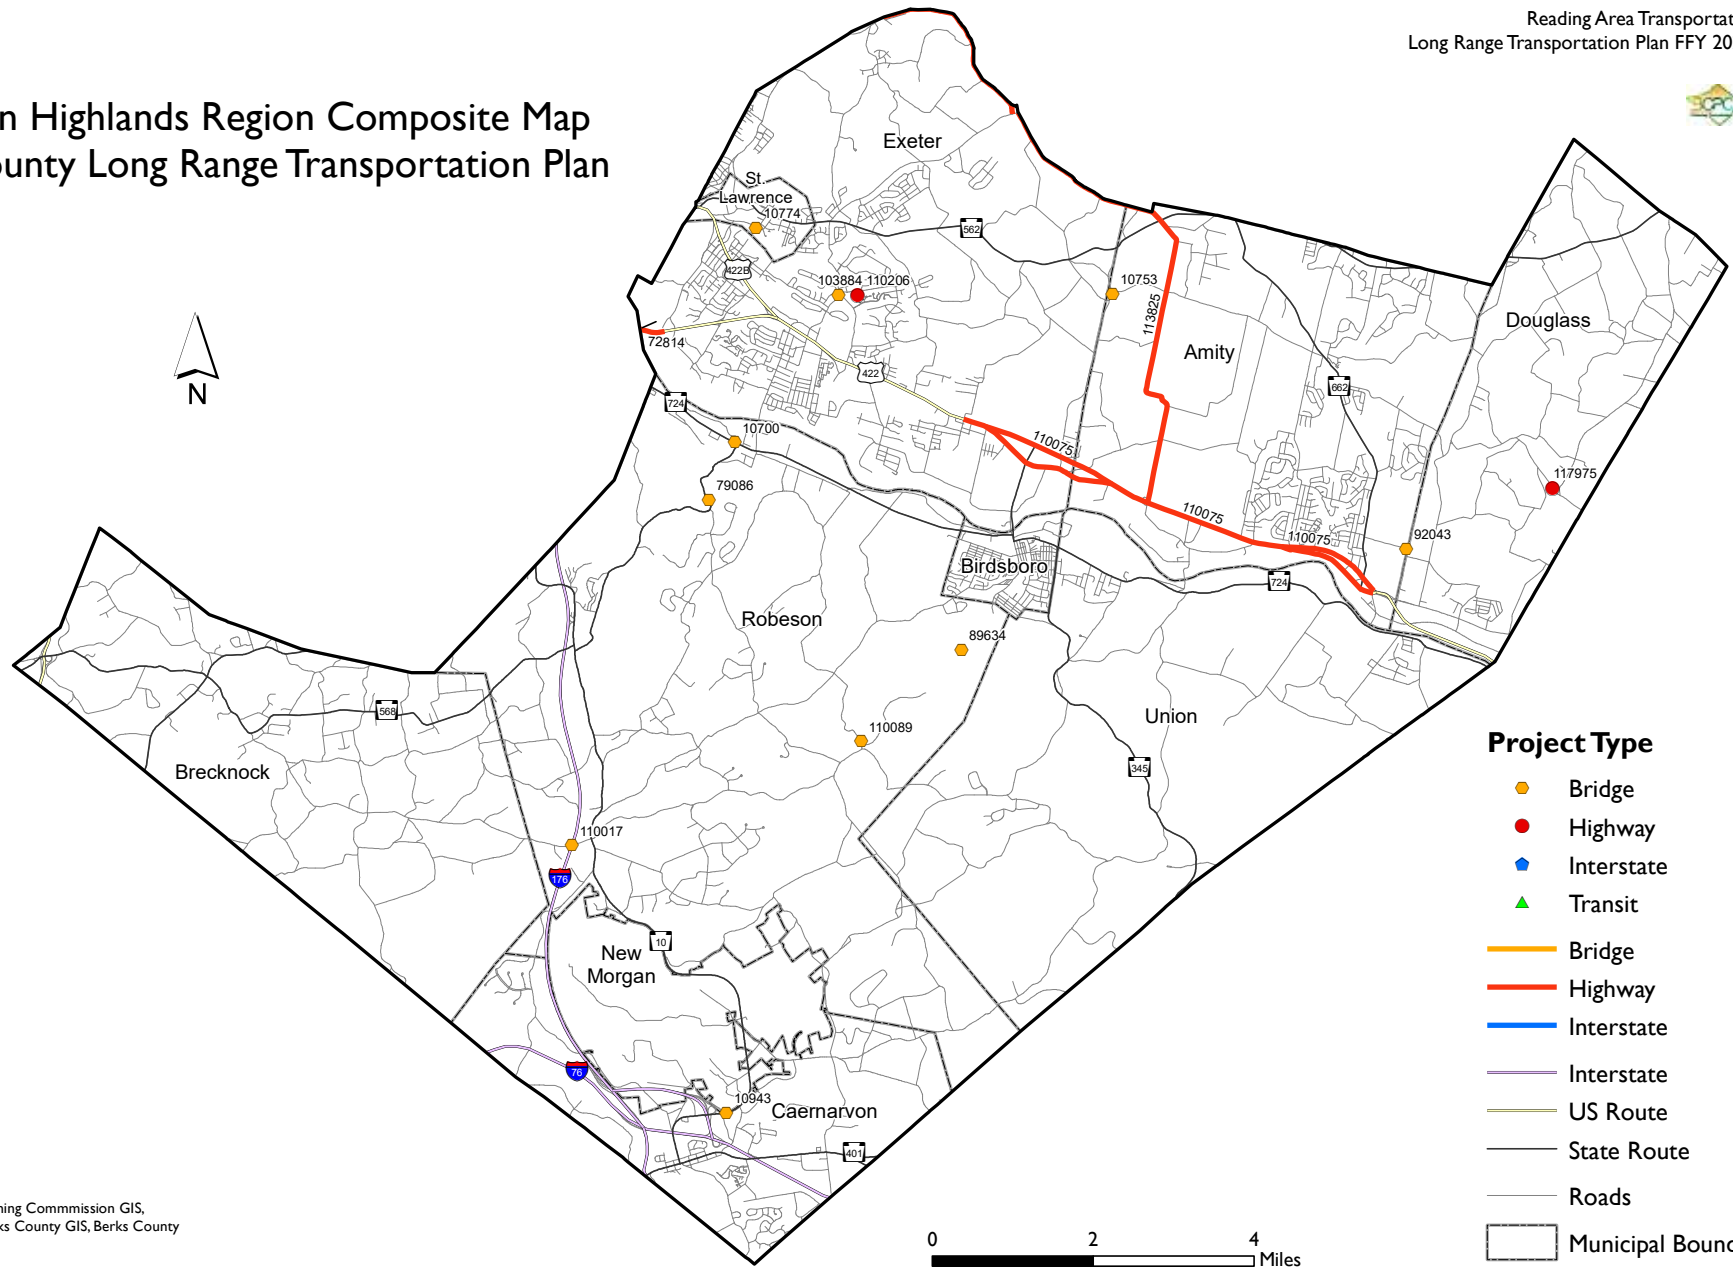 Reading Area Transportat
Long Range Transportation Plan FFY 20
BCPC
n Highlands Region Composite Map
ounty Long Range Transportation Plan
Exeter
St.
Lawrence
10774
562
422B
103884 110206
10753
113825
Douglass
72814
Amity
422
662
724
10700
110075
79086
117975
110075
110075
92043
Birdsboro
724
Robeson
89634
568
Union
110089
345
Brecknock
110017
176
10
New
Morgan
76
10943
Caernarvon
401
N
Project Type
Bridge
Highway
Interstate
Transit
Bridge
Highway
Interstate
Interstate
US Route
State Route
Roads
Municipal Bound
ning Commmission GIS,
ks County GIS, Berks County
0 2 4
Miles